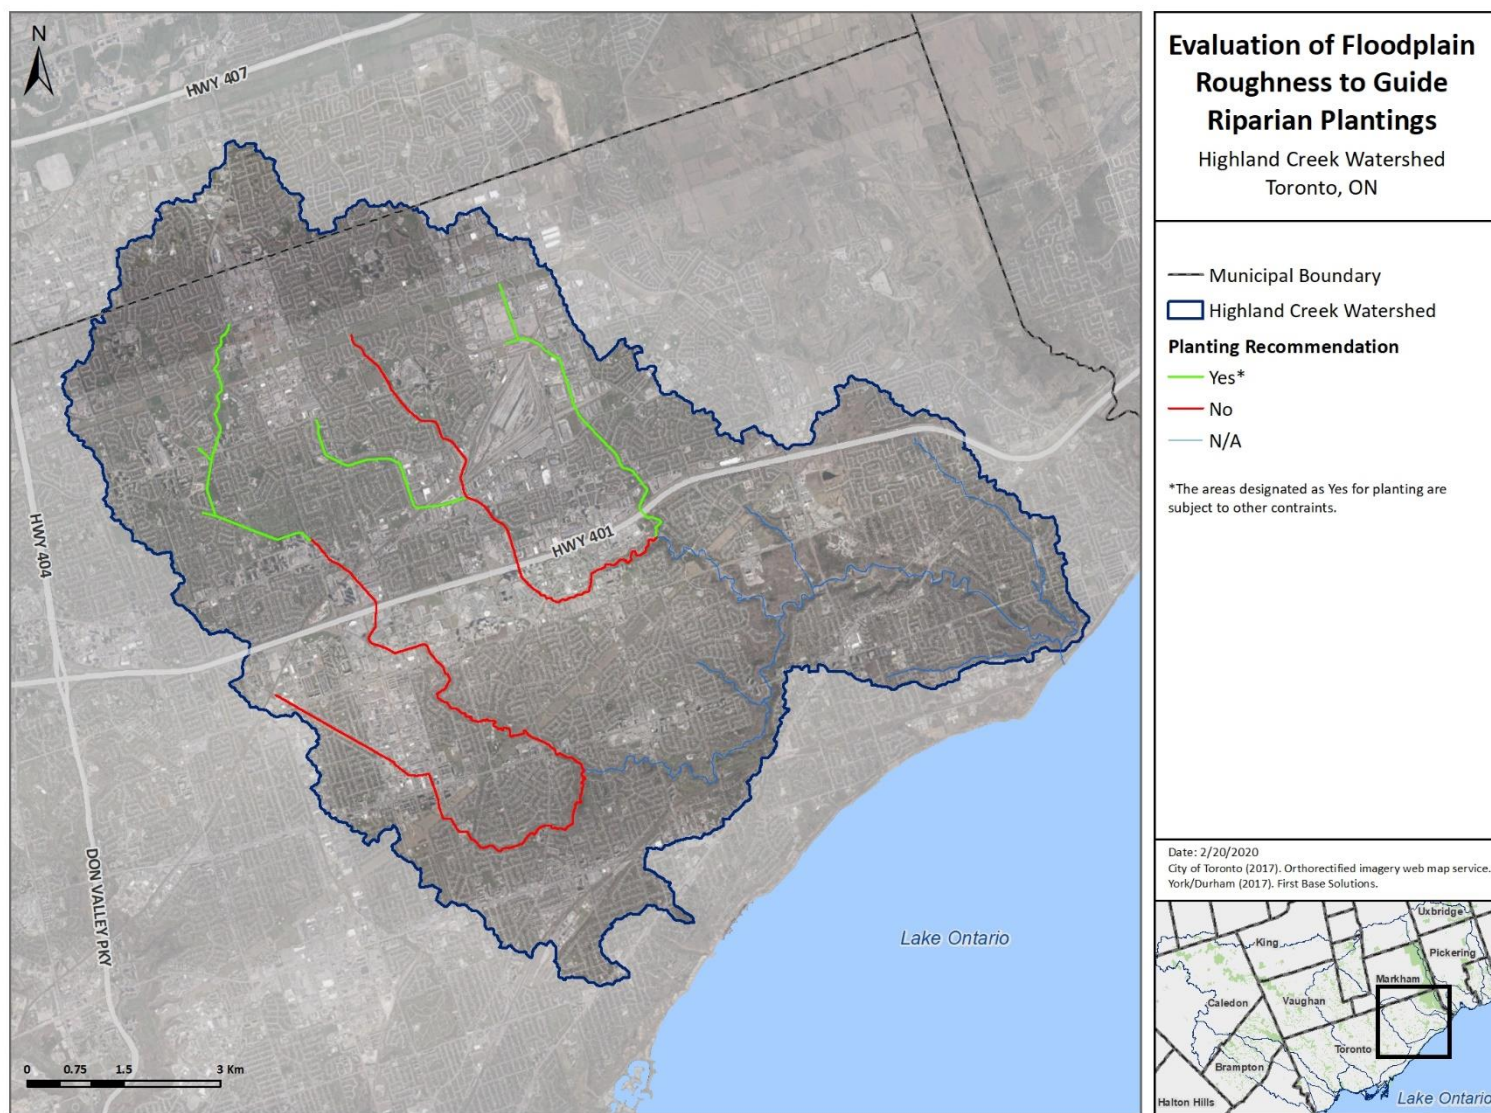 N
HWY 407
HWY 401
HWY 404
DON VALLEY PKY
Lake Ontario
0 0.75 1.5 3 Km
Evaluation of Floodplain
Roughness to Guide
Riparian Plantings
Highland Creek Watershed
Toronto, ON
Municipal Boundary
Highland Creek Watershed
Planting Recommendation
Yes*
No
N/A
*The areas designated as Yes for planting are
subject to other contraints.
Date: 2/20/2020
City of Toronto (2017). Orthorectified imagery web map service.
York/Durham (2017). First Base Solutions.
Uxbridge
King
Pickering
Markham
Caledon
Vaughan
Toronto
Brampton
Halton Hills
Lake Ontario